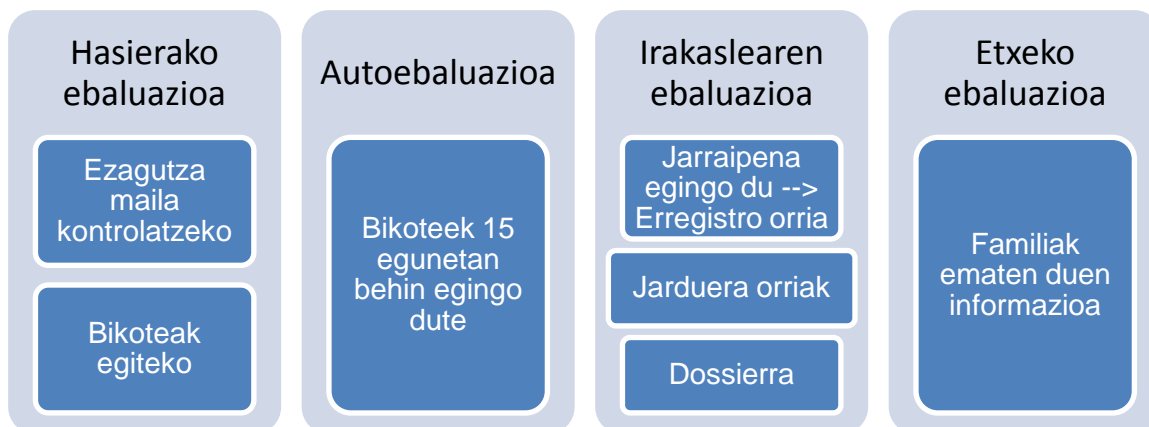 Hasierako
ebaluazioa
Ezagutza
maila
kontrolatzeko
Bikoteak
egiteko
Autoebaluazioa
Bikoteek 15
egunetan
behin egingo
dute
Irakaslearen
ebaluazioa
Jarraipena
egingo du -->
Erregistro orria
Jarduera orriak
Dossierra
Etxeko
ebaluazioa
Familiak
ematen duen
informazioa